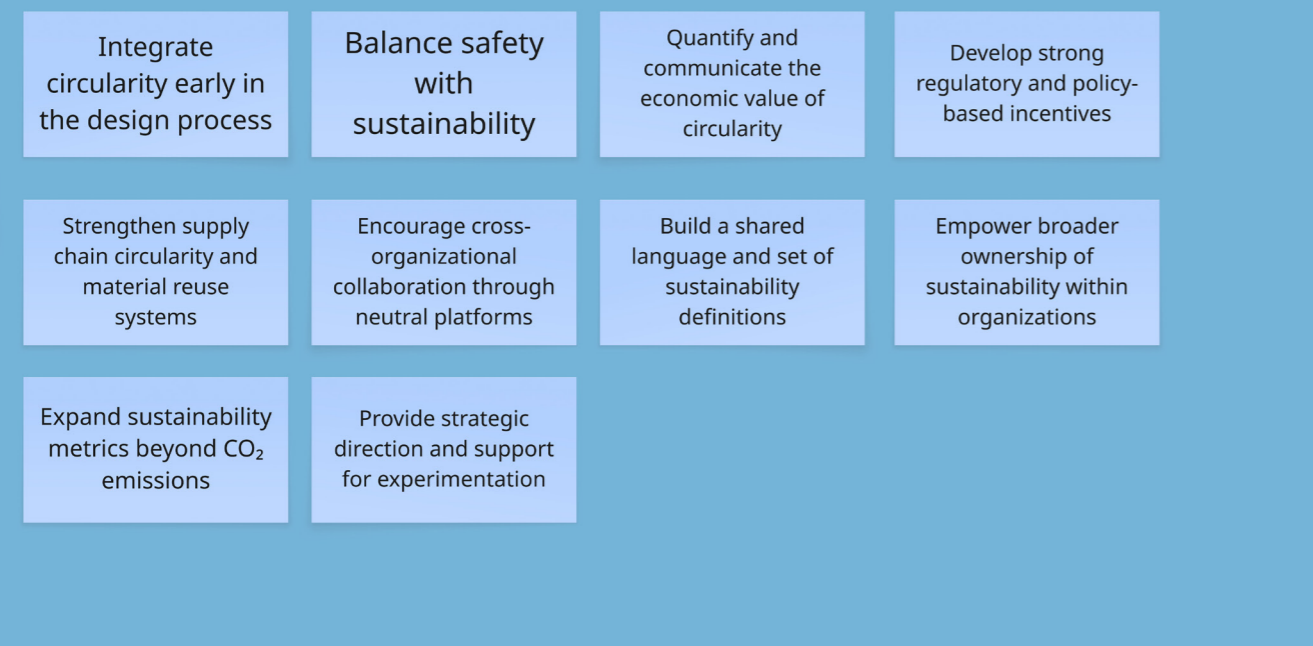 Integrate
circularity early in
the design process
Balance safety
with
sustainability
Quantify and
communicate the
economic value of
circularity
Develop strong
regulatory and policy-
based incentives
Strengthen supply
chain circularity and
material reuse
systems
Encourage cross-
organizational
collaboration through
neutral platforms
Build a shared
language and set of
sustainability
definitions
Empower broader
ownership of
sustainability within
organizations
Expand sustainability
metrics beyond CO₂
emissions
Provide strategic
direction and support
for experimentation